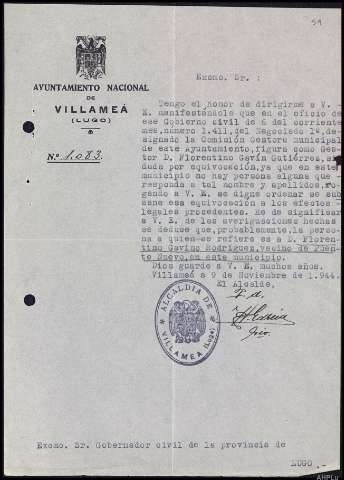 59
AYUNTAMIENTO NACIONAL
DE
VILLAMEÁ
(LUGO)
N.º 1.083
Excmo. Sr. :
Tengo el honor de dirigirme a V.-
E. manifestándole que en el oficio de
ese Gobierno civil de 6 del corriente-
mes, número 1.411, del Negociado 1º, de-
signando la Comisión Gestora municipal
de este ayuntamiento, figura como Ges-
tor D. Florentino Gavín Gutiérres, sin
duda por equivocación, ya que en este
municipio no hay persona alguna que -
responda a tal nombre y apellidos, ro-
gando a V. E. se digne ordenar se sub
sane esa equivocación a los efectos -
legales procedentes. He de significar
a V. E. de las averiguaciones hechas -
se deduce que, probablemente, la perso-
na a quien se refiere es a D. Floren-
tino Gavino Rodríguez, vecino de Puen-
te Nuevo, en este municipio.
Dios guarde a V. E. muchos años.
Villameá a 9 de Noviembre de 1.944.
El Alcalde,
ALCALDIA DE
VILLAMEÁ (Lugo)
Excmo. Sr. Gobernador civil de la provincia de
LUGO .-
AHPLu